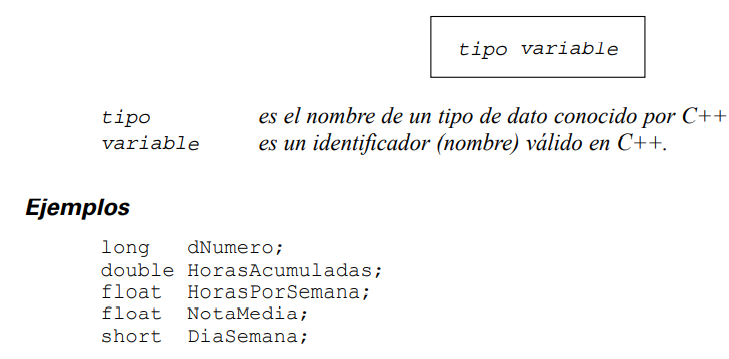 tipo variable
tipo es el nombre de un tipo de dato conocido por C++
variable es un identificador (nombre) válido en C++.
Ejemplos
long dNumero;
double HorasAcumuladas;
float HorasPorSemana;
float NotaMedia;
short DiaSemana;